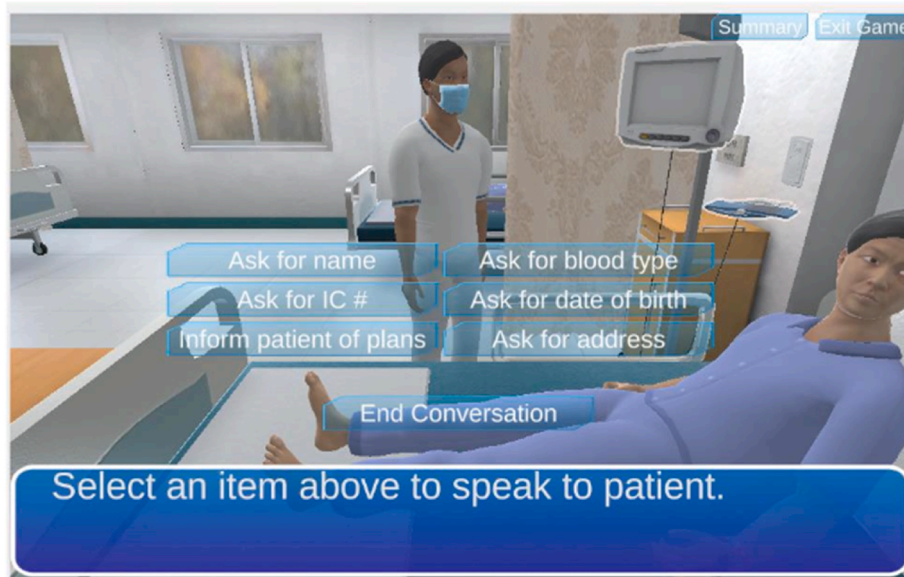 Summary Exit Game
Ask for name Ask for blood type
Ask for IC # Ask for date of birth
Inform patient of plans Ask for address
End Conversation
Select an item above to speak to patient.